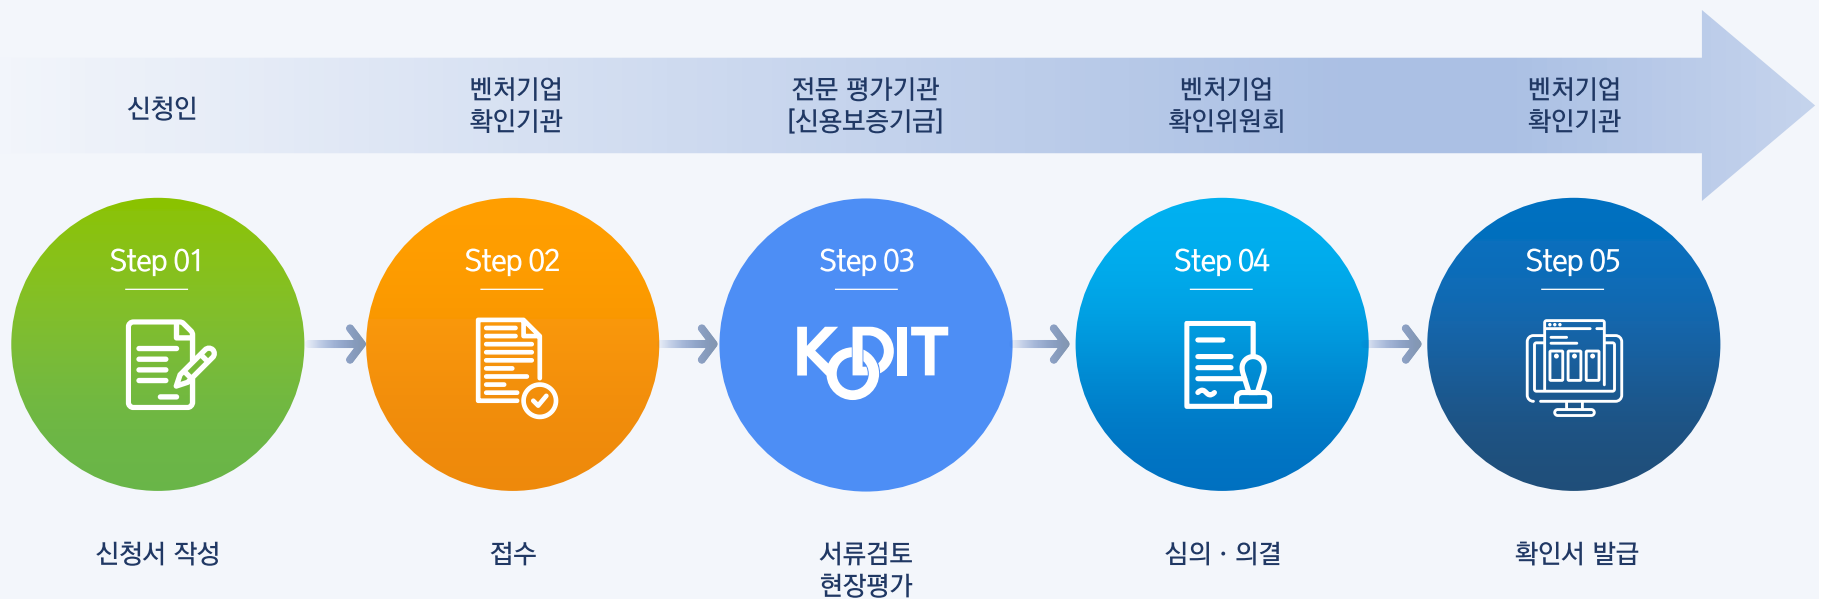 신청인
벤처기업
확인기관
전문 평가기관
[신용보증기금]
벤처기업
확인위원회
벤처기업
확인기관
Step 01
Step 02
Step 03
KODIT
Step 04
Step 05
신청서 작성
접수
서류검토
현장평가
심의 · 의결
확인서 발급